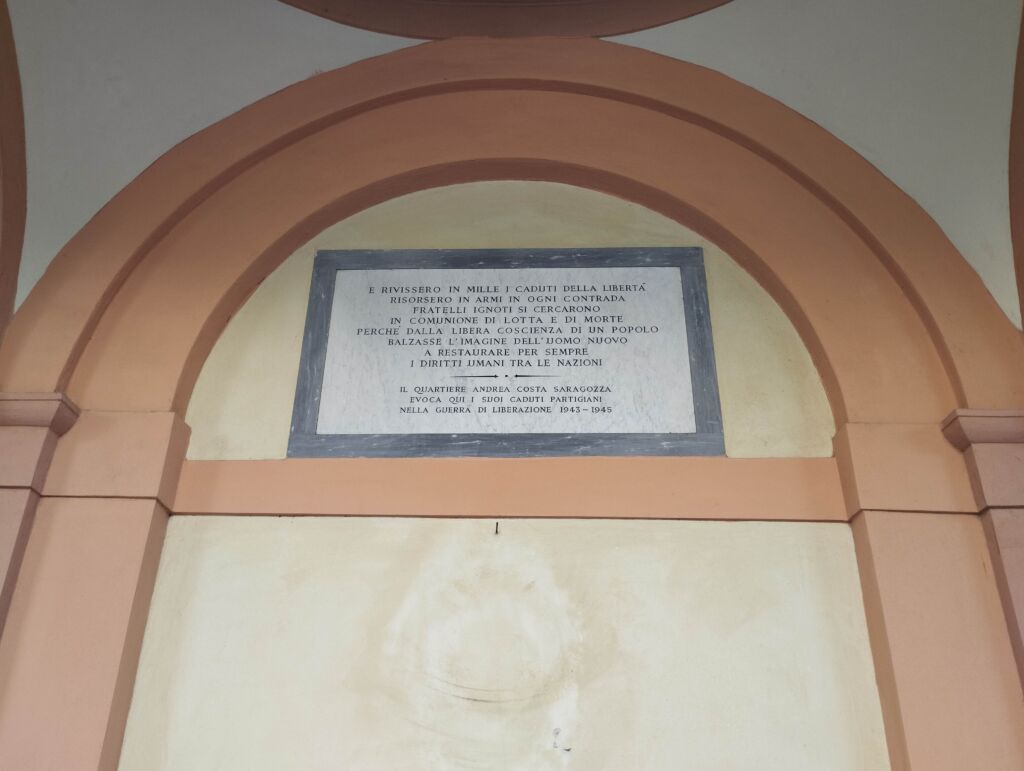 E RIVISSERO IN MILLE I CADUTI DELLA LIBERTÀ
RISORSERO IN ARMI IN OGNI CONTRADA
FRATELLI IGNOTI SI CERCARONO
IN COMUNIONE DI LOTTA E DI MORTE
PERCHÈ DALLA LIBERA COSCIENZA DI UN POPOLO
BALZASSE L'IMAGINE DELL'UOMO NUOVO
A RESTAURARE PER SEMPRE
I DIRITTI UMANI TRA LE NAZIONI
IL QUARTIERE ANDREA COSTA SARAGOZZA
EVOCA QUI I SUOI CADUTI PARTIGIANI
NELLA GUERRA DI LIBERAZIONE 1943-1945